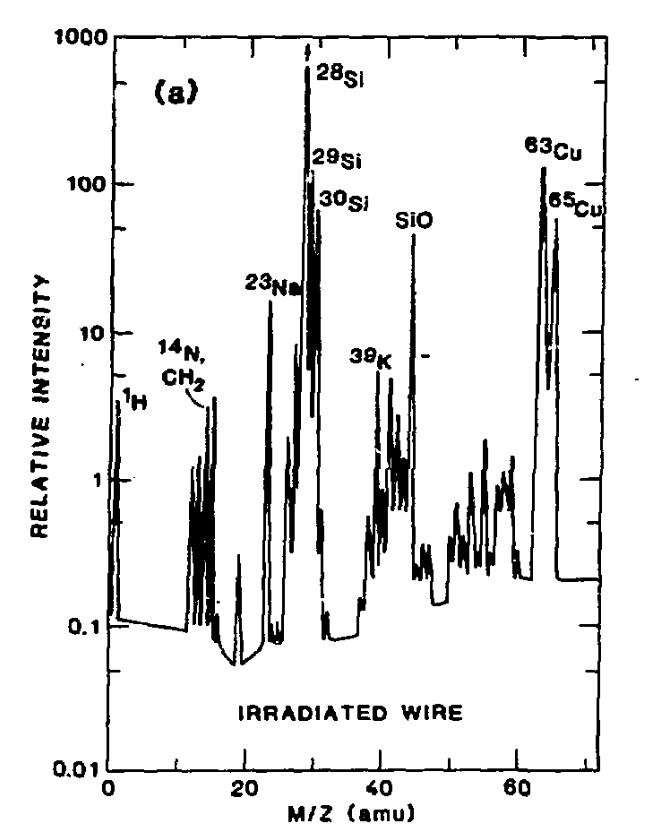 1000
(a)
28Si
29Si
63Cu
100
30Si
65Cu
SiO
23Na
10
14N,
CH2
39K
1H
1
0.1
IRRADIATED WIRE
0.01
0
20
40
60
M/Z (amu)
RELATIVE INTENSITY